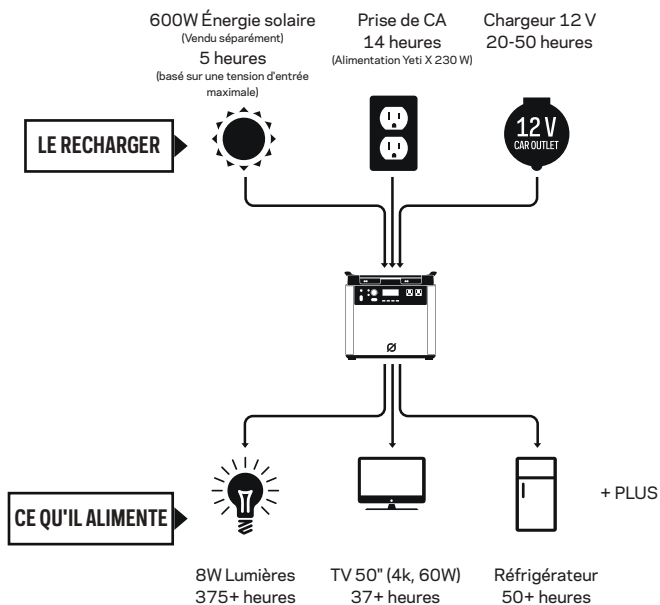 600W Énergie solaire
(Vendu séparément)
5 heures
(basé sur une tension d'entrée
maximale)
Prise de CA
14 heures
(Alimentation Yeti X 230 W)
Chargeur 12 V
20-50 heures
LE RECHARGER
12 V
CAR OUTLET
CE QU'IL ALIMENTE
+ PLUS
8W Lumières
375+ heures
TV 50" (4k, 60W)
37+ heures
Réfrigérateur
50+ heures